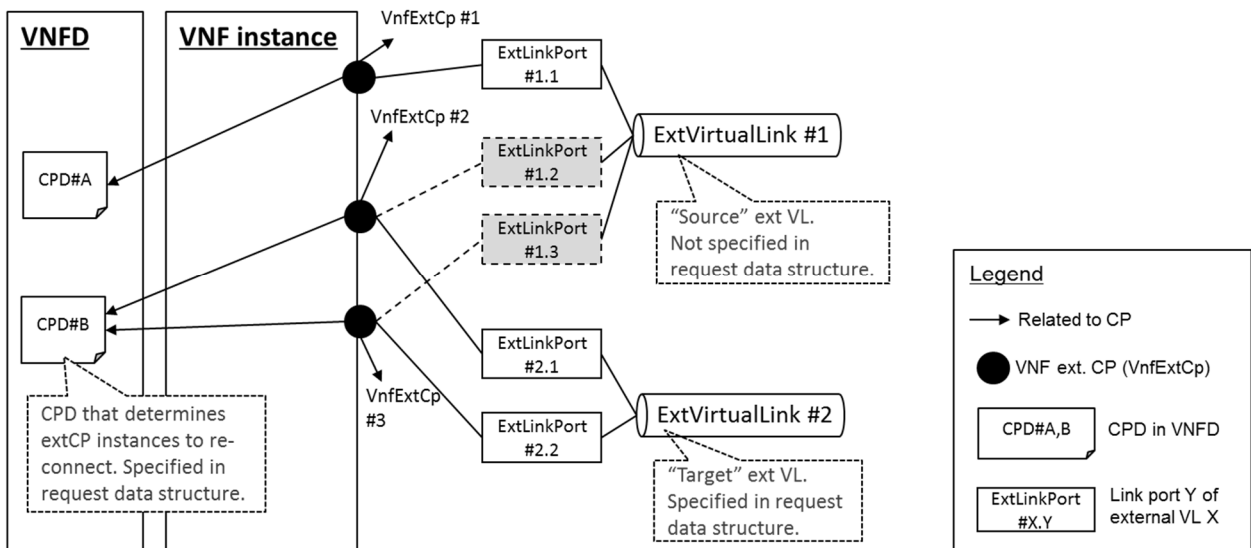 VNFD
VNF instance
VnfExtCp #1
ExtLinkPort
#1.1
VnfExtCp #2
ExtVirtualLink #1
ExtLinkPort
#1.2
CPD#A
"Source" ext VL.
Not specified in
request data structure.
ExtLinkPort
#1.3
CPD#B
ExtLinkPort
#2.1
VnfExtCp
#3
ExtVirtualLink #2
ExtLinkPort
#2.2
CPD that determines
extCP instances to re-
connect. Specified in
request data structure.
"Target" ext VL.
Specified in request
data structure.
Legend
Related to CP
VNF ext. CP (VnfExtCp)
CPD#A,B
CPD in VNFD
ExtLinkPort
#X.Y
Link port Y of
external VL X